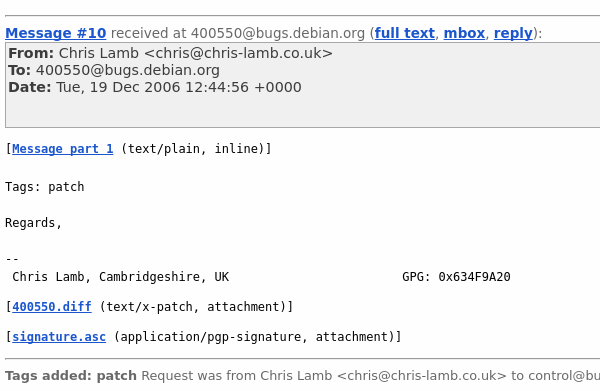 Message #10 received at 400550@bugs.debian.org (full text, mbox, reply):
From: Chris Lamb <chris@chris-lamb.co.uk>
To: 400550@bugs.debian.org
Date: Tue, 19 Dec 2006 12:44:56 +0000
[Message part 1 (text/plain, inline)]
Tags: patch
Regards,
--
Chris Lamb, Cambridgeshire, UK GPG: 0x634F9A20
[400550.diff (text/x-patch, attachment)]
[signature.asc (application/pgp-signature, attachment)]
Tags added: patch Request was from Chris Lamb <chris@chris-lamb.co.uk> to control@bu